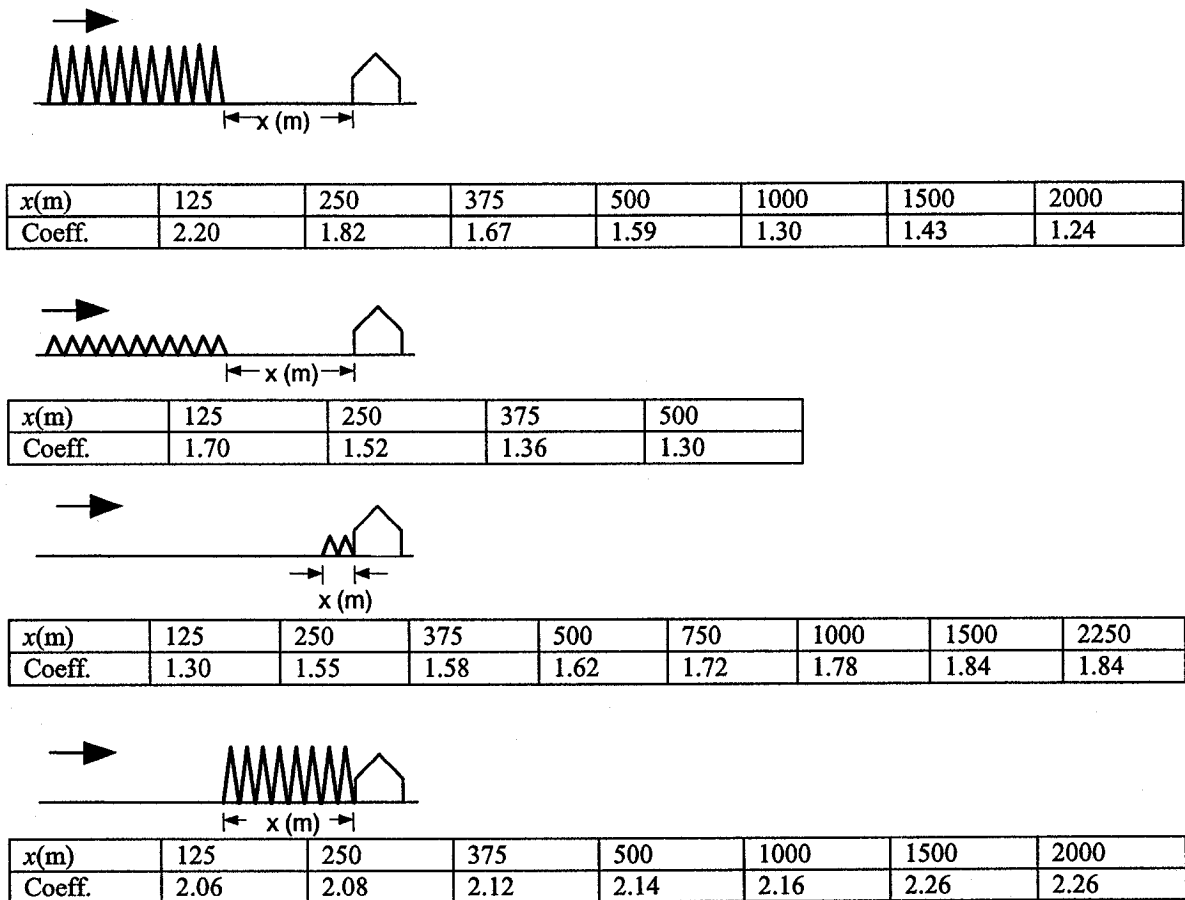 x (m)
x(m) 125 250 375 500 1000 1500 2000
Coeff. 2.20 1.82 1.67 1.59 1.30 1.43 1.24
x (m)
x(m) 125 250 375 500
Coeff. 1.70 1.52 1.36 1.30
x (m)
x(m) 125 250 375 500 750 1000 1500 2250
Coeff. 1.30 1.55 1.58 1.62 1.72 1.78 1.84 1.84
x (m)
x(m) 125 250 375 500 1000 1500 2000
Coeff. 2.06 2.08 2.12 2.14 2.16 2.26 2.26